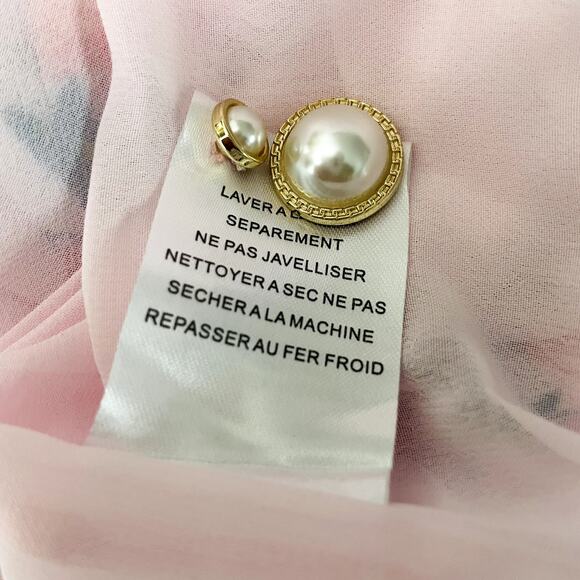 LAVER A
SEPAREMENT
NE PAS JAVELLISER
NETTOYER A SEC NE PAS
SECHER A LA MACHINE
REPASSER AU FER FROID